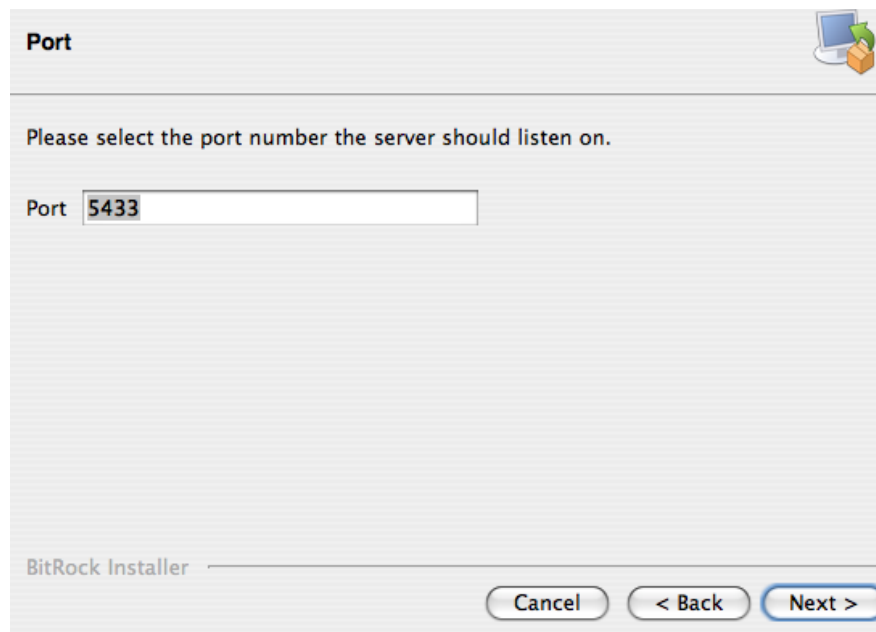 Port
Please select the port number the server should listen on.
Port 5433
BitRock Installer
Cancel < Back Next >